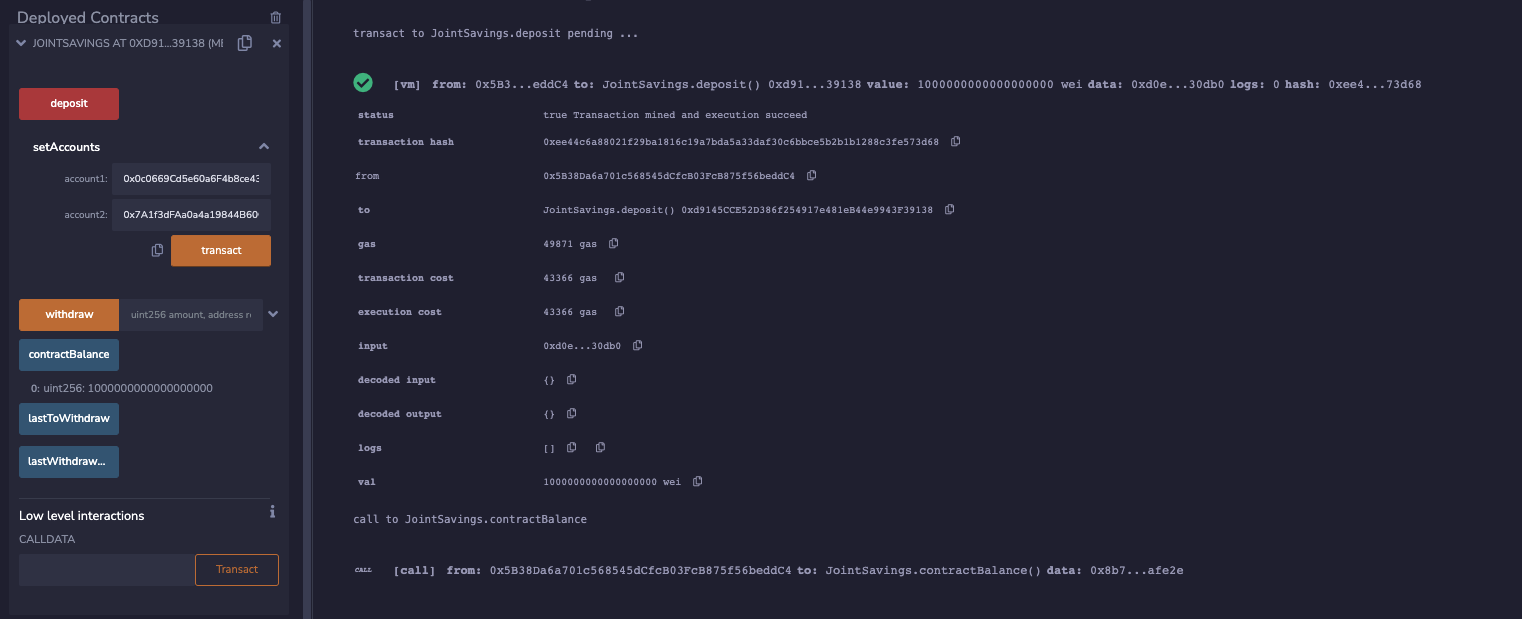 Deployed Contracts
JOINTSAVINGS AT 0XD91...39138 (ME
deposit
setAccounts
account1: 0x0c0669Cd5e60a6F4b8ce43
account2: 0x7A1f3dFAa0a4a19844B60
transact
withdraw uint256 amount, address r
contractBalance
0: uint256: 1000000000000000000
lastToWithdraw
lastWithdraw...
Low level interactions
CALLDATA
Transact
transact to JointSavings.deposit pending ...
[vm] from: 0x5B3...eddC4 to: JointSavings.deposit() 0xd91...39138 value: 1000000000000000000 wei data: 0xd0e...30db0 logs: 0 hash: 0xee4...73d68
status true Transaction mined and execution succeed
transaction hash 0xee44c6a88021f29ba1816c19a7bda5a33daf30c6bbce5b2b1b1288c3fe573d68
from 0x5B38Da6a701c568545dCfcB03FcB875f56beddC4
to JointSavings.deposit() 0xd9145CCE52D386f254917e481eB44e9943F39138
gas 49871 gas
transaction cost 43366 gas
execution cost 43366 gas
input 0xd0e...30db0
decoded input {}
decoded output {}
logs []
val 1000000000000000000 wei
call to JointSavings.contractBalance
CALL [call] from: 0x5B38Da6a701c568545dCfcB03FcB875f56beddC4 to: JointSavings.contractBalance() data: 0x8b7...afe2e